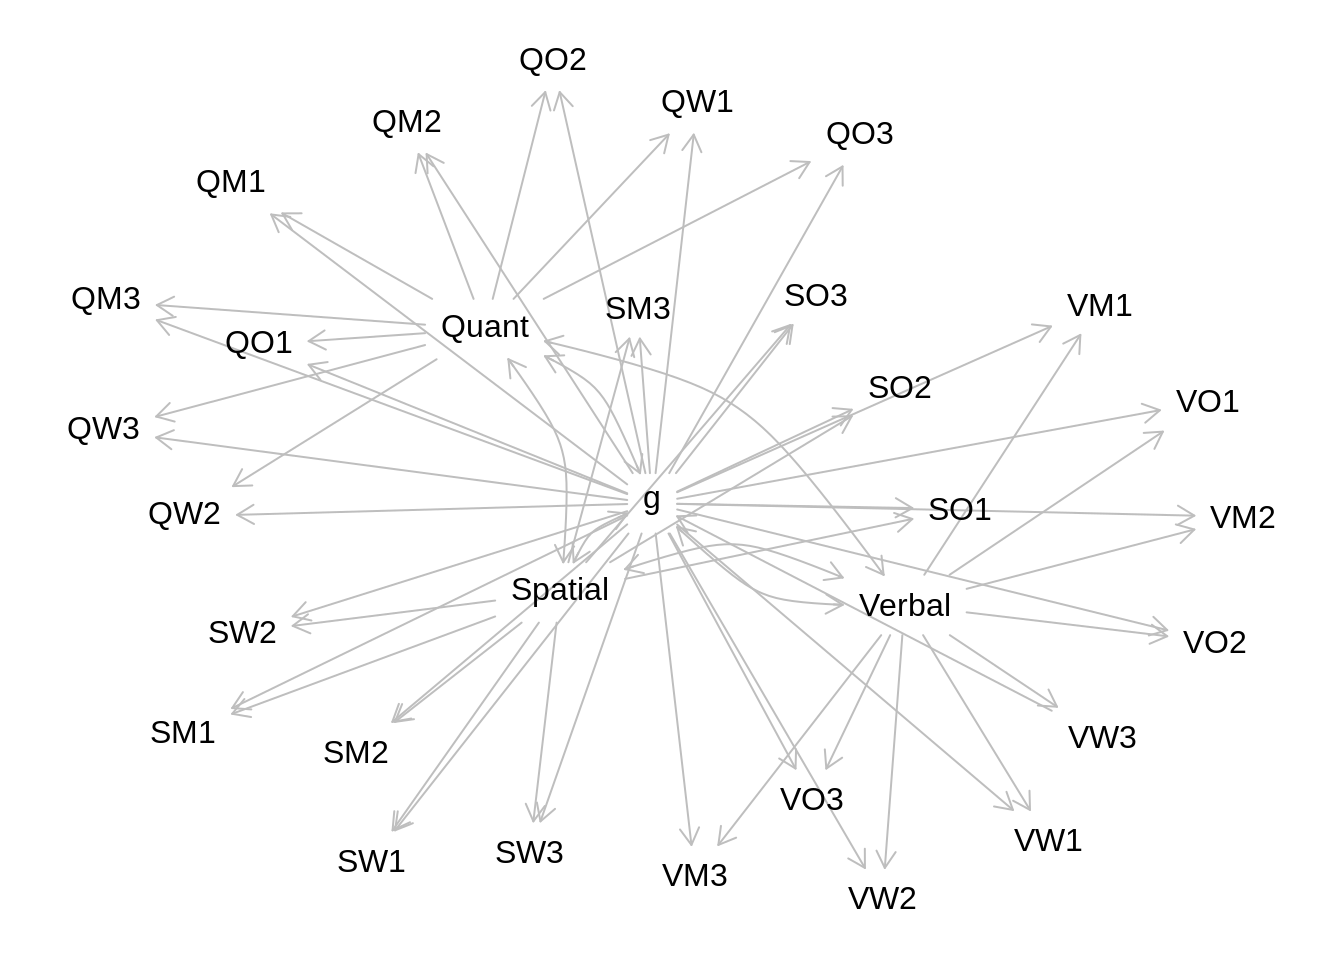 QO2
QW1
QM2
QO3
QM1
QM3
SM3
SO3
VM1
Quant
QO1
SO2
VO1
QW3
g
SO1
QW2
VM2
Spatial
Verbal
SW2
VO2
SM1
VW3
SM2
VO3
VW1
SW3
SW1
VM3
VW2